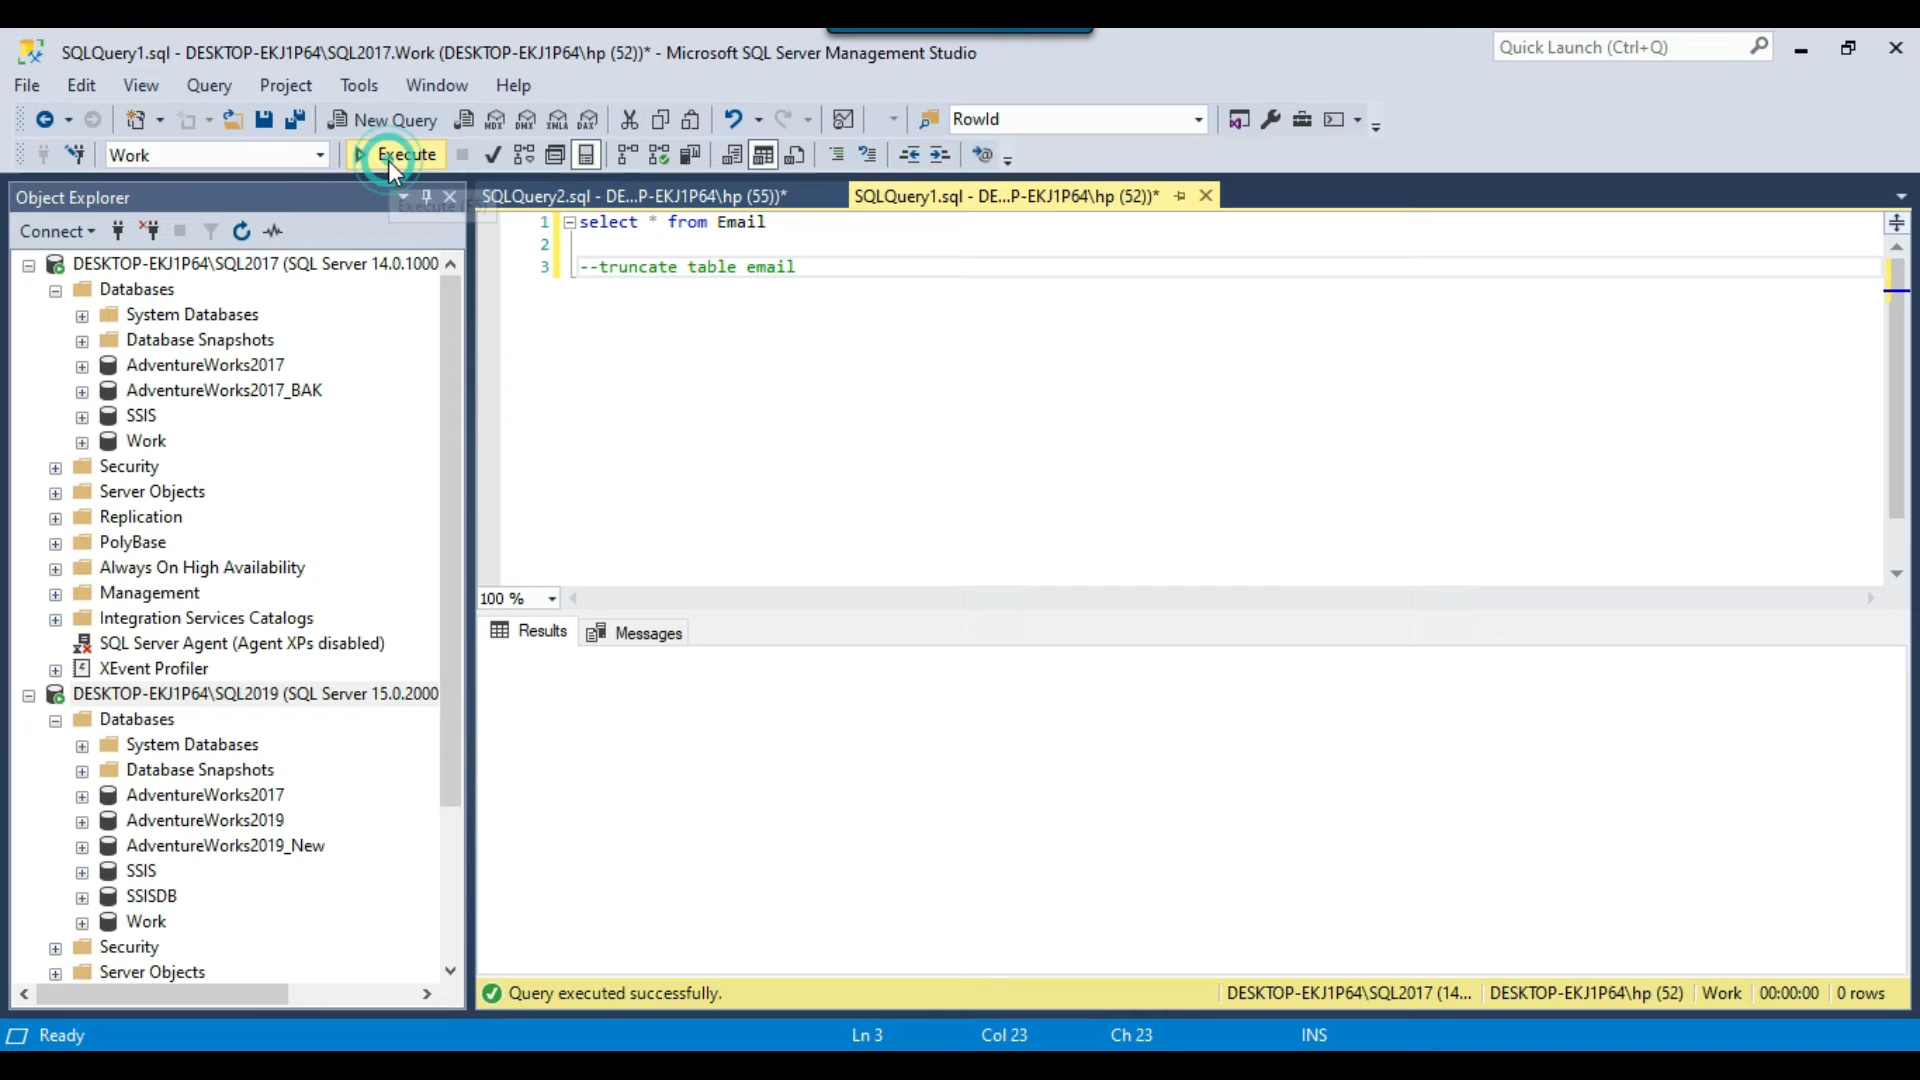 SQLQuery1.sql - DESKTOP-EKJ1P64\SQL2017.Work (DESKTOP-EKJ1P64\hp (52))* - Microsoft SQL Server Management Studio
Quick Launch (Ctrl+Q)
File Edit View Query Project Tools Window Help
New Query
RowId
Work
Execute
Object Explorer
SQLQuery2.sql - DE...P-EKJ1P64\hp (55))*
SQLQuery1.sql - DE...P-EKJ1P64\hp (52))*
Connect
DESKTOP-EKJ1P64\SQL2017 (SQL Server 14.0.1000
Databases
System Databases
Database Snapshots
AdventureWorks2017
AdventureWorks2017_BAK
SSIS
Work
Security
Server Objects
Replication
PolyBase
Always On High Availability
Management
Integration Services Catalogs
SQL Server Agent (Agent XPs disabled)
XEvent Profiler
DESKTOP-EKJ1P64\SQL2019 (SQL Server 15.0.2000
Databases
System Databases
Database Snapshots
AdventureWorks2017
AdventureWorks2019
AdventureWorks2019_New
SSIS
SSISDB
Work
Security
Server Objects
1 select * from Email
2
3 --truncate table email
100 %
Results
Messages
Query executed successfully.
DESKTOP-EKJ1P64\SQL2017 (14...
DESKTOP-EKJ1P64\hp (52)
Work
00:00:00
0 rows
Ready
Ln 3
Col 23
Ch 23
INS